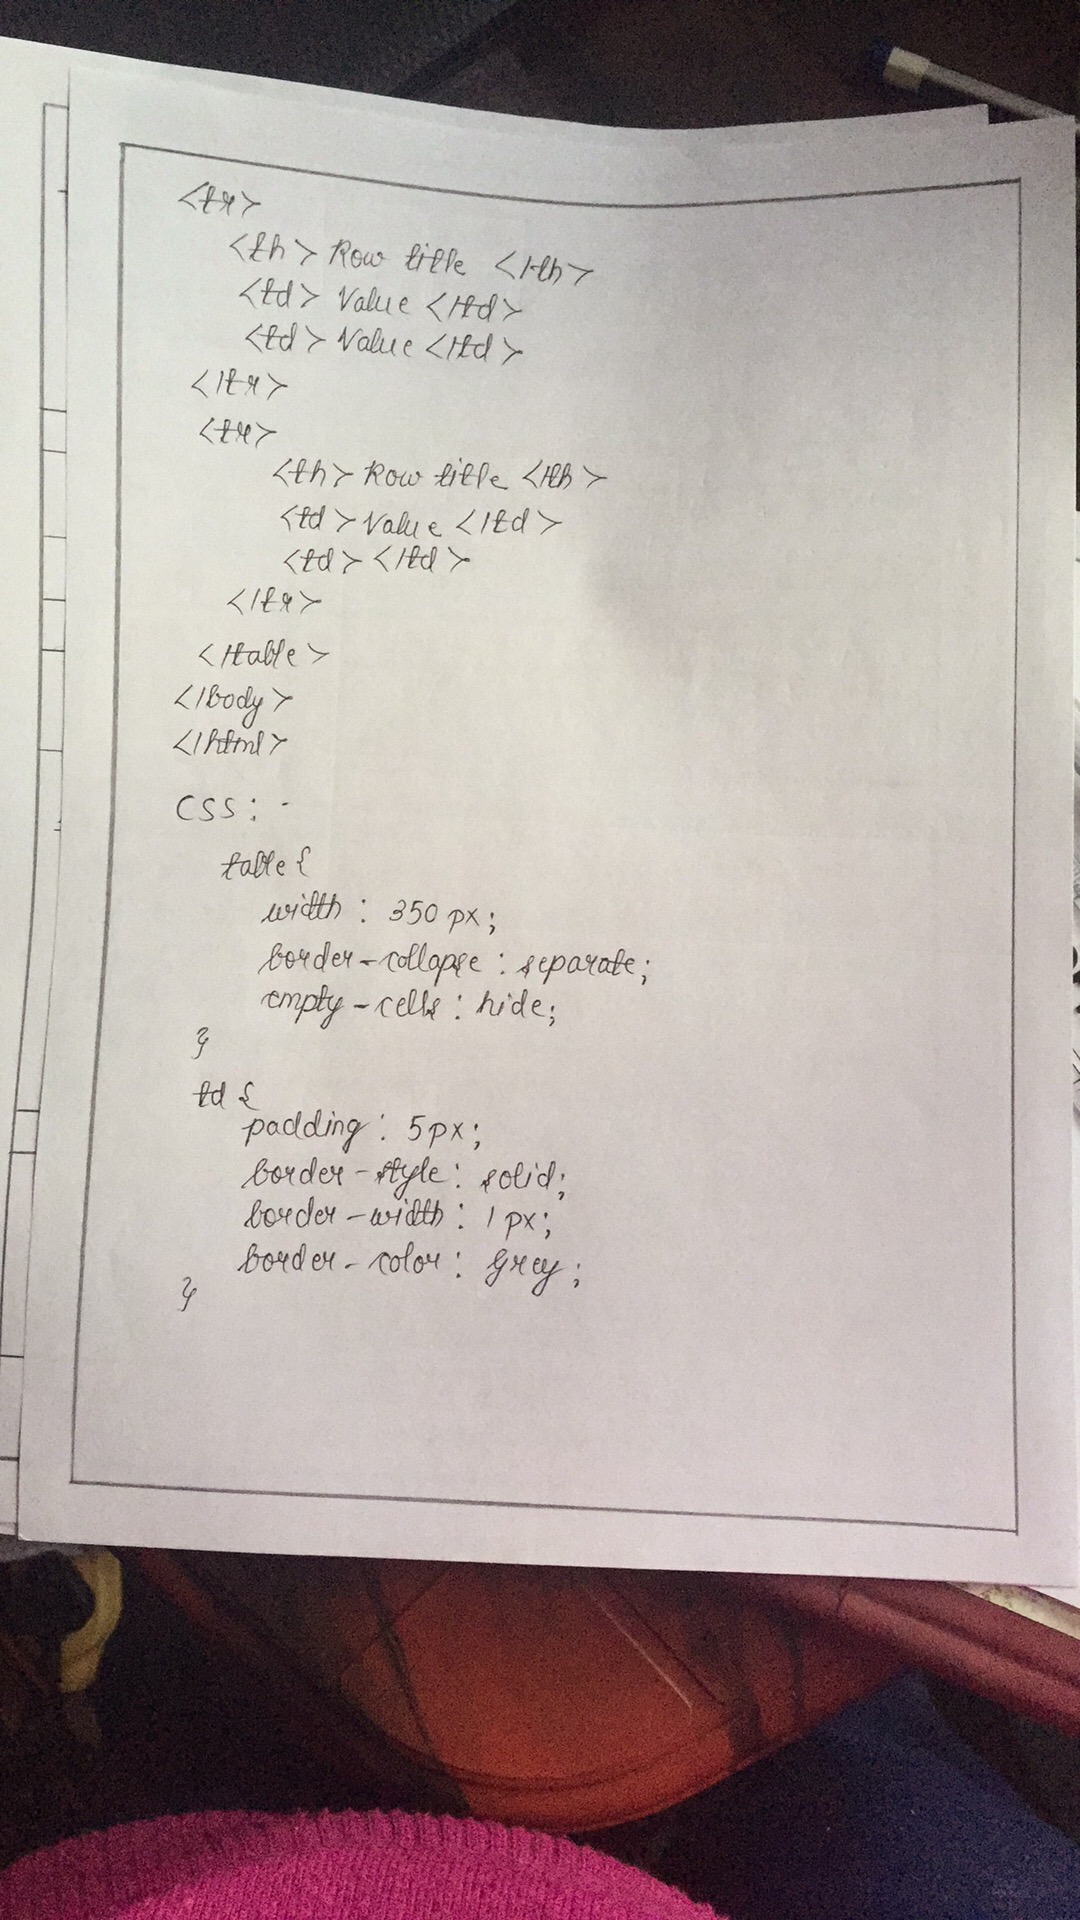 <tr>
<th> Row title </th>
<td> Value </td>
<td> Value </td>
</tr>
<tr>
<th> Row title </th>
<td> Value </td>
<td> </td>
</tr>
</table>
</body>
</html>
CSS: -
table {
width : 350 px;
border-collapse : separate;
empty-cells : hide;
}
td {
padding : 5px;
border-style : solid;
border-width : 1 px;
border-color : Grey;
}